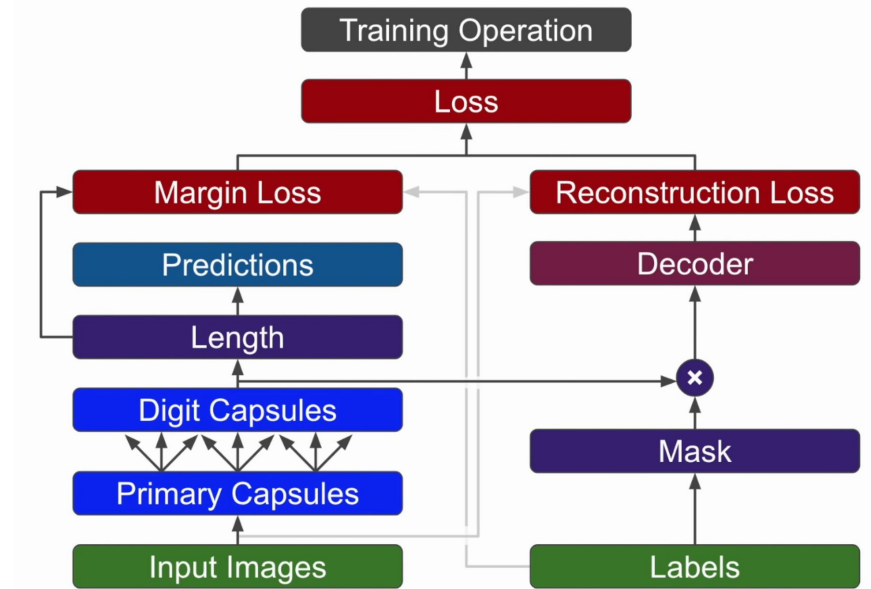 Training Operation
Loss
Margin Loss
Reconstruction Loss
Predictions
Decoder
Length
×
Digit Capsules
Mask
Primary Capsules
Input Images
Labels